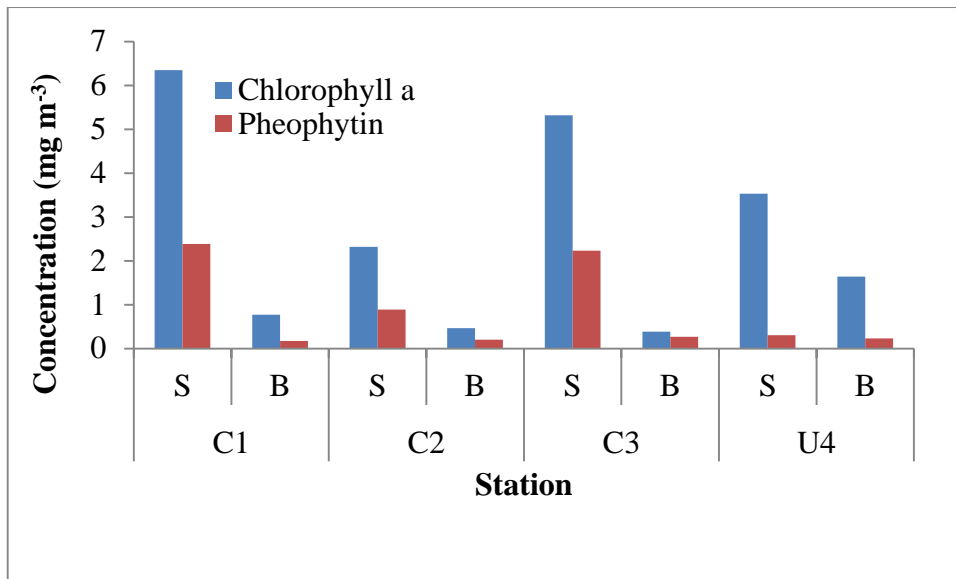 7
6
5
4
3
2
1
0
Concentration (mg m-3)
Chlorophyll a
Pheophytin
S B S B S B S B
C1 C2 C3 U4
Station